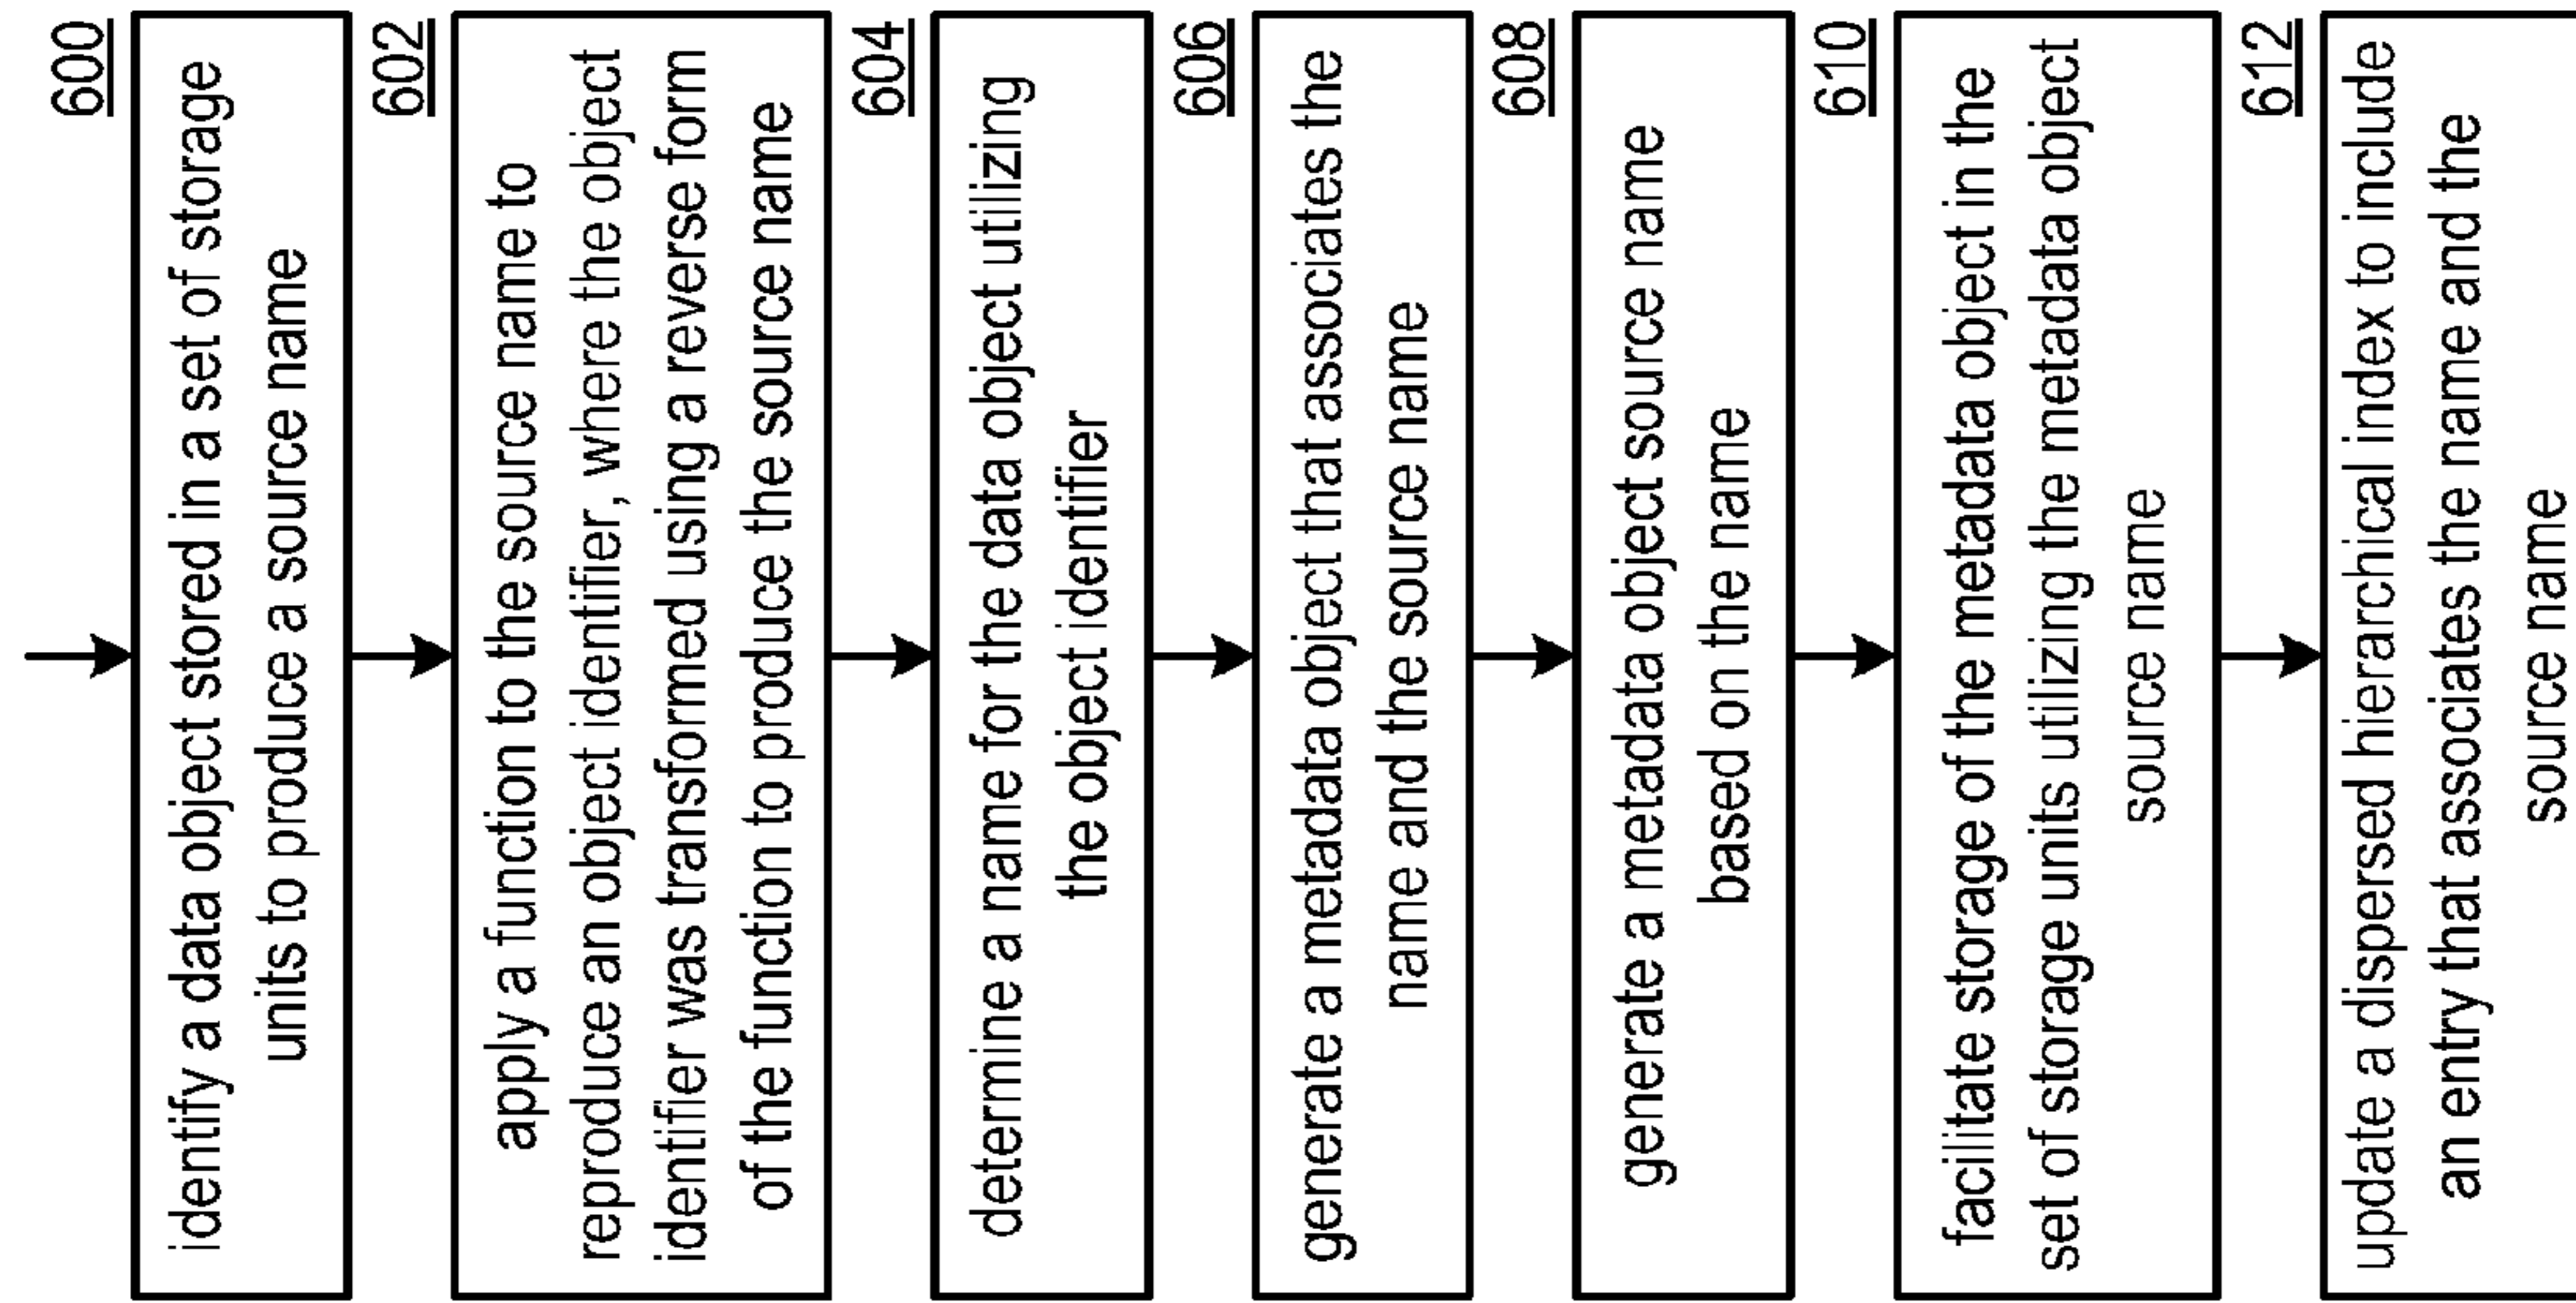 600
identify a data object stored in a set of storage
units to produce a source name
602
apply a function to the source name to
reproduce an object identifier, where the object
identifier was transformed using a reverse form
of the function to produce the source name
604
determine a name for the data object utilizing
the object identifier
606
generate a metadata object that associates the
name and the source name
608
generate a metadata object source name
based on the name
610
facilitate storage of the metadata object in the
set of storage units utilizing the metadata object
source name
612
update a dispersed hierarchical index to include
an entry that associates the name and the
source name